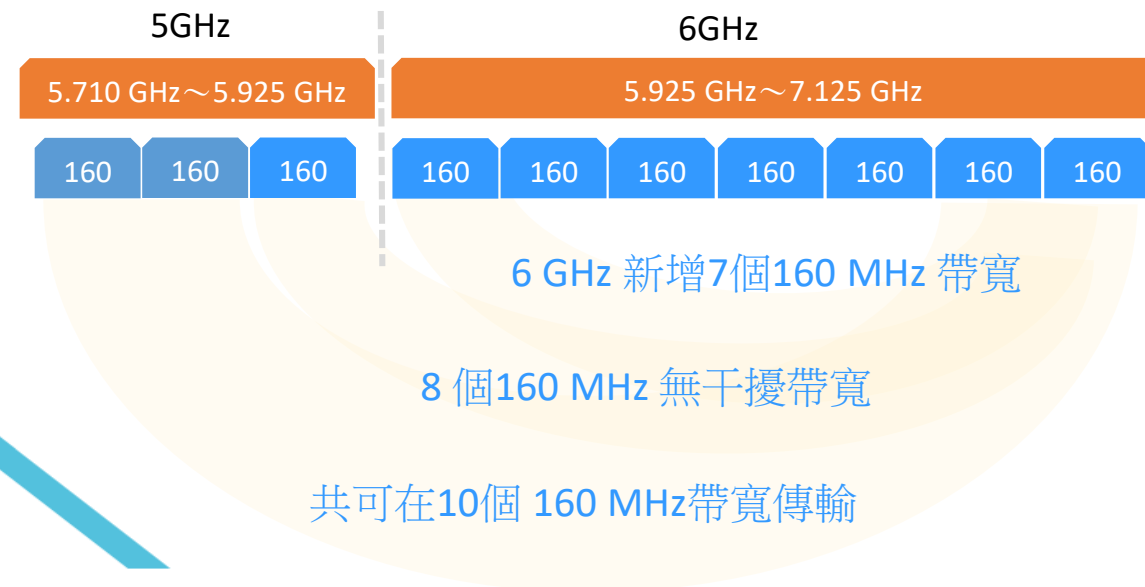 5GHz 6GHz
5.710 GHz～5.925 GHz 5.925 GHz～7.125 GHz
160 160 160 160 160 160 160 160 160 160
6 GHz 新增7個160 MHz 帶寬
8 個160 MHz 無干擾帶寬
共可在10個 160 MHz帶寬傳輸